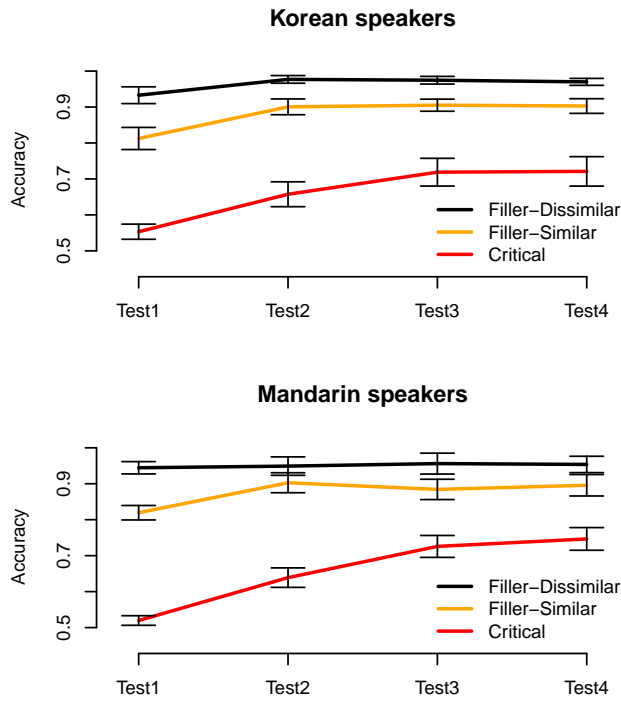 Korean speakers
Accuracy
0.9
0.7
0.5
Filler−Dissimilar
Filler−Similar
Critical
Test1 Test2 Test3 Test4
Mandarin speakers
Accuracy
0.9
0.7
0.5
Filler−Dissimilar
Filler−Similar
Critical
Test1 Test2 Test3 Test4